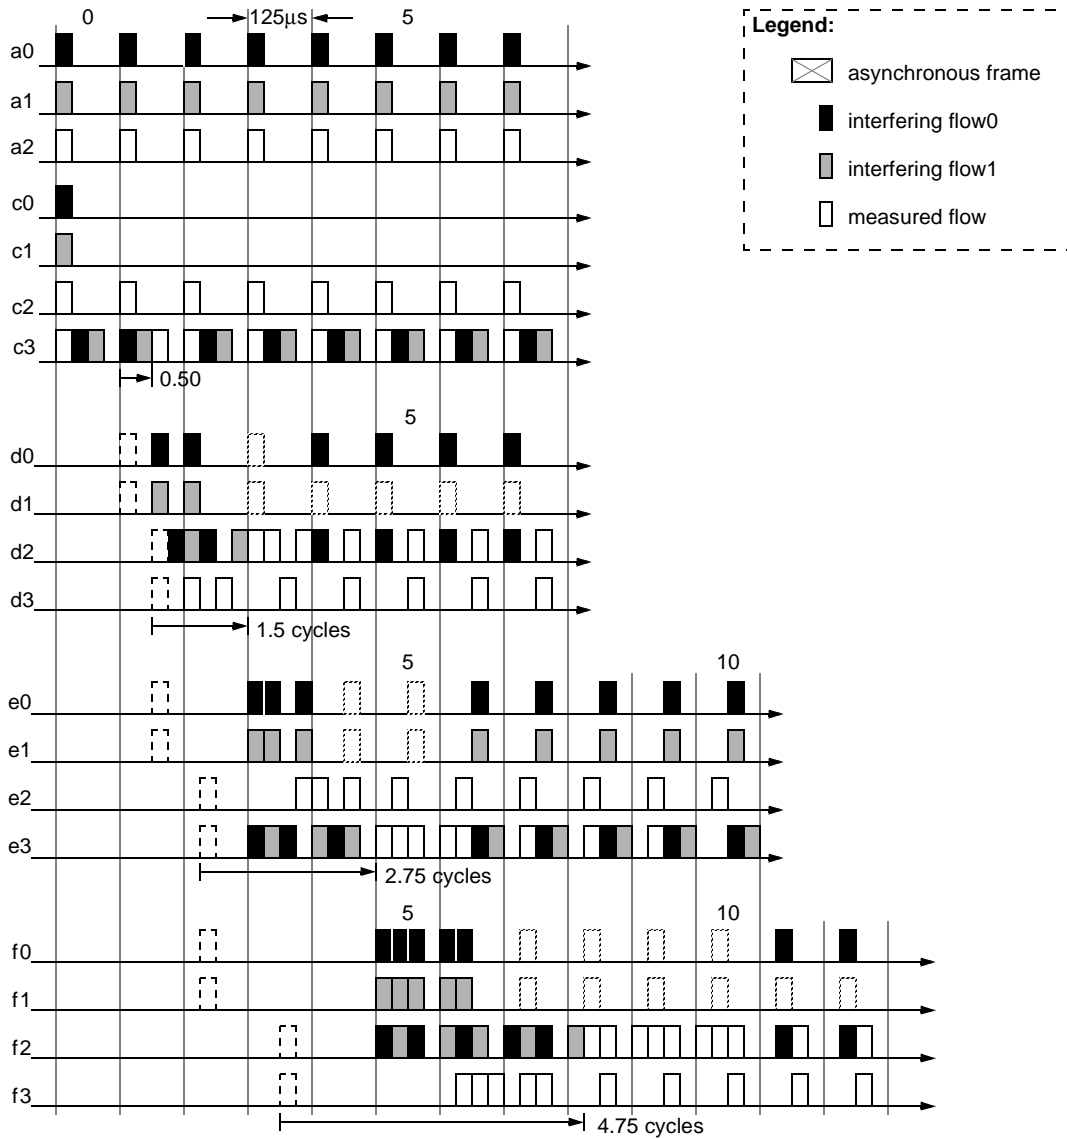 0 125µs 5
Legend:
a0
asynchronous frame
a1
interfering flow0
a2
interfering flow1
c0
measured flow
c1
c2
c3
0.50
5
d0
d1
d2
d3
1.5 cycles
5 10
e0
e1
e2
e3
2.75 cycles
5 10
f0
f1
f2
f3
4.75 cycles